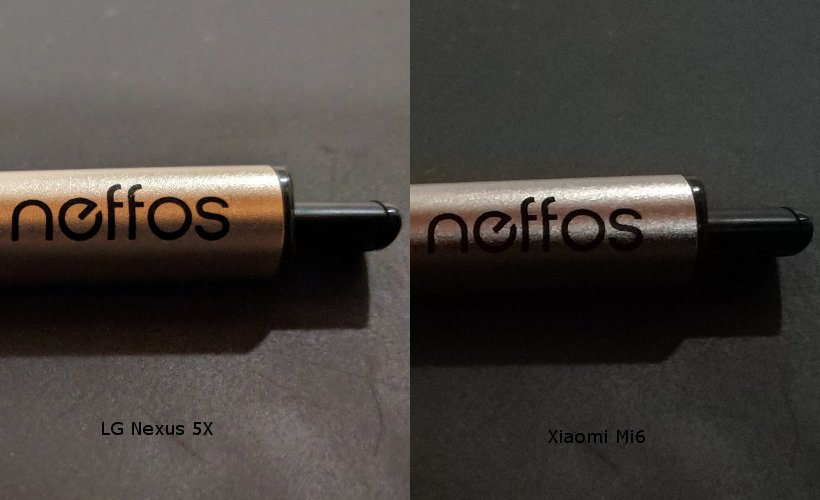 neffos
neffos
LG Nexus 5X
Xiaomi Mi6